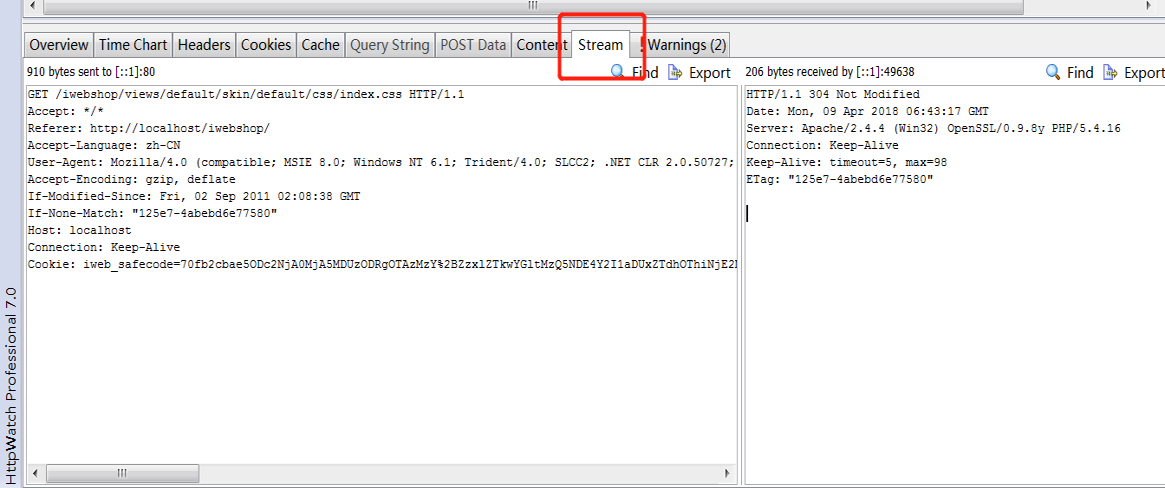 Overview Time Chart Headers Cookies Cache Query String POST Data Content Stream ! Warnings (2)
910 bytes sent to [::1]:80
Find Export
GET /iwebshop/views/default/skin/default/css/index.css HTTP/1.1
Accept: */*
Referer: http://localhost/iwebshop/
Accept-Language: zh-CN
User-Agent: Mozilla/4.0 (compatible; MSIE 8.0; Windows NT 6.1; Trident/4.0; SLCC2; .NET CLR 2.0.50727;
Accept-Encoding: gzip, deflate
If-Modified-Since: Fri, 02 Sep 2011 02:08:38 GMT
If-None-Match: "125e7-4abebd6e77580"
Host: localhost
Connection: Keep-Alive
Cookie: iweb_safecode=70fb2cbae5ODc2NjA0MjA5MDUzODRgOTAzMzY%2BZzxlZTkwYGltMzQ5NDE4Y2I1aDUxZTdhOThiNjE2
206 bytes received by [::1]:49638
Find Export
HTTP/1.1 304 Not Modified
Date: Mon, 09 Apr 2018 06:43:17 GMT
Server: Apache/2.4.4 (Win32) OpenSSL/0.9.8y PHP/5.4.16
Connection: Keep-Alive
Keep-Alive: timeout=5, max=98
ETag: "125e7-4abebd6e77580"
HttpWatch Professional 7.0